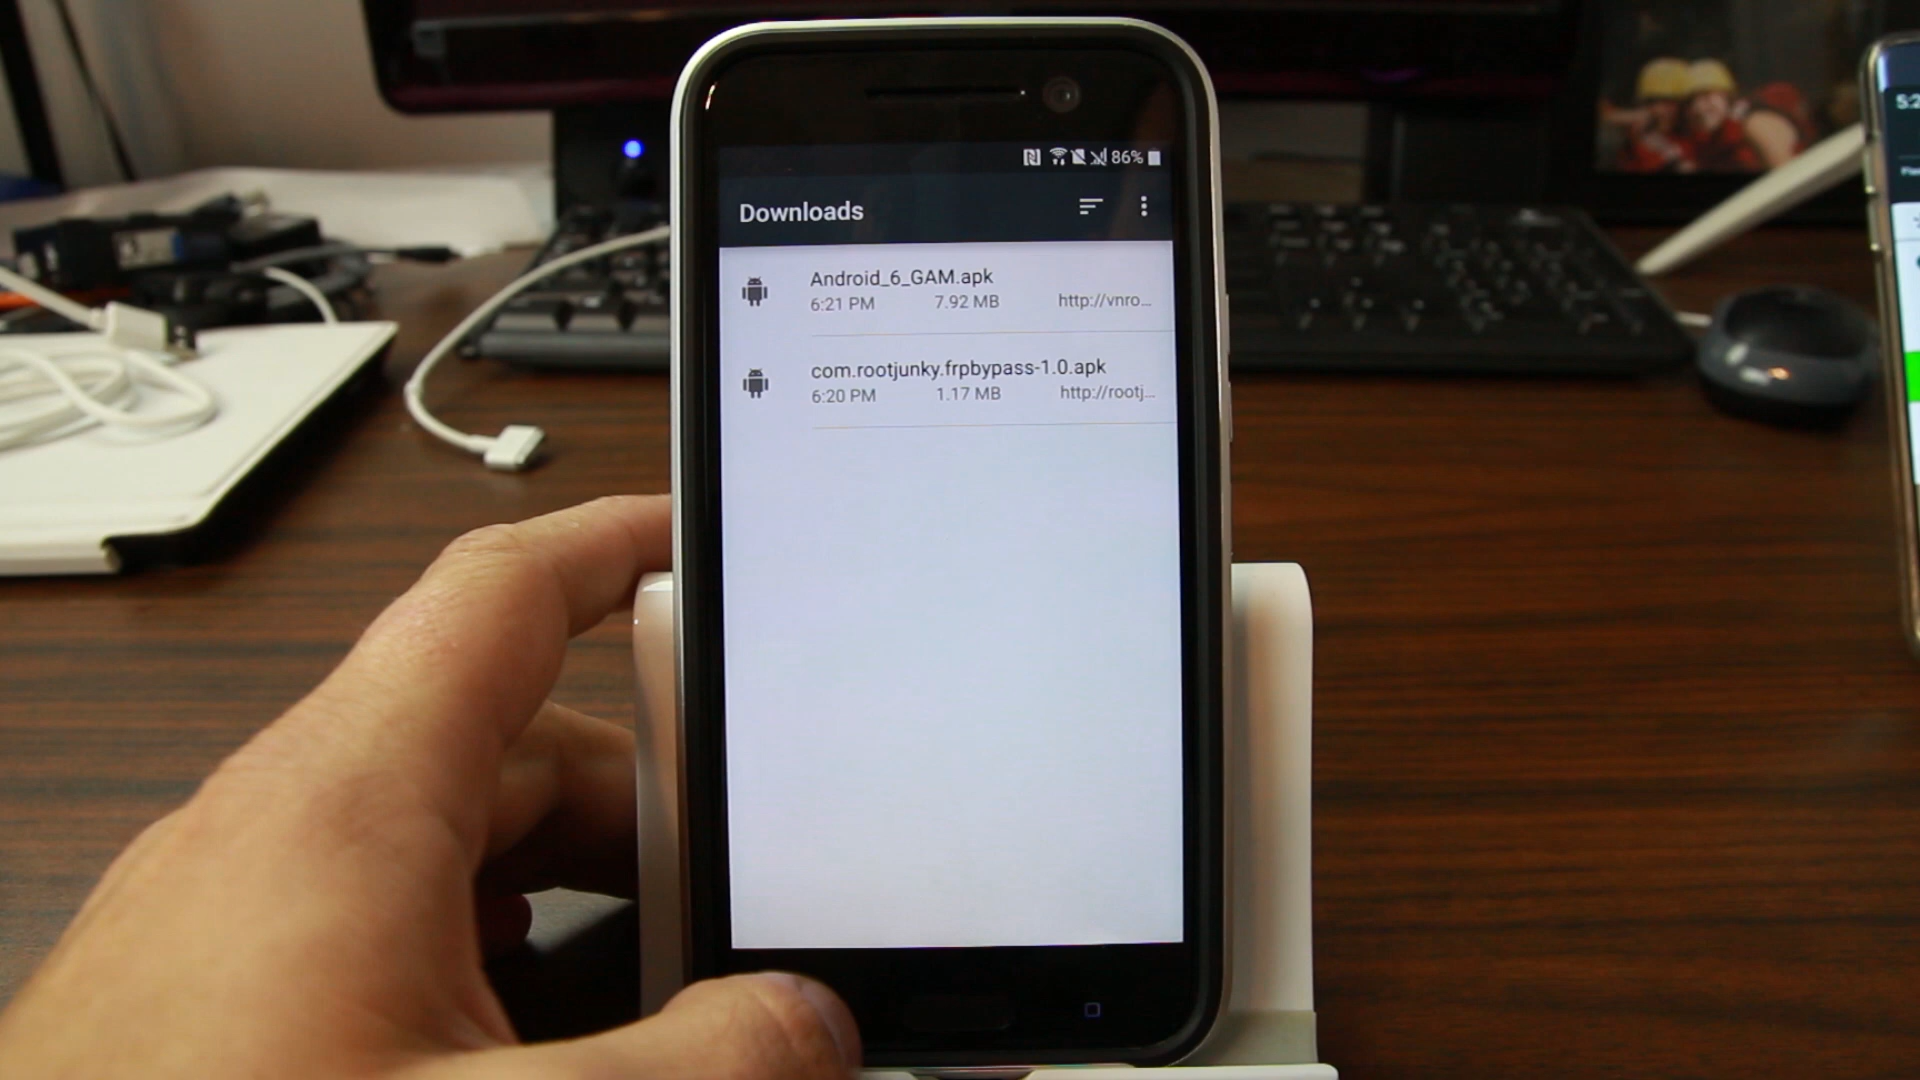 86%
Downloads
Android_6_GAM.apk
6:21 PM 7.92 MB http://vnro...
com.rootjunky.frpbypass-1.0.apk
6:20 PM 1.17 MB http://rootj...